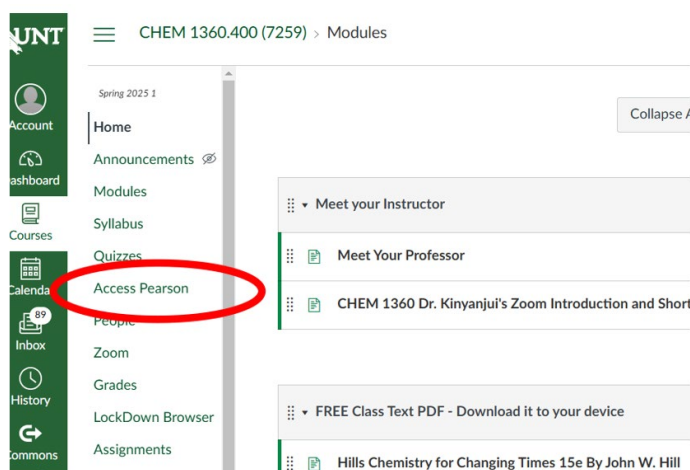 UNT
CHEM 1360.400 (7259) › Modules
Account
Dashboard
Courses
Calendar
89
Inbox
History
Commons
Spring 2025 1
Home
Announcements
Modules
Syllabus
Quizzes
Access Pearson
People
Zoom
Grades
LockDown Browser
Assignments
Collapse A
Meet your Instructor
Meet Your Professor
CHEM 1360 Dr. Kinyanjui's Zoom Introduction and Short
FREE Class Text PDF - Download it to your device
Hills Chemistry for Changing Times 15e By John W. Hill